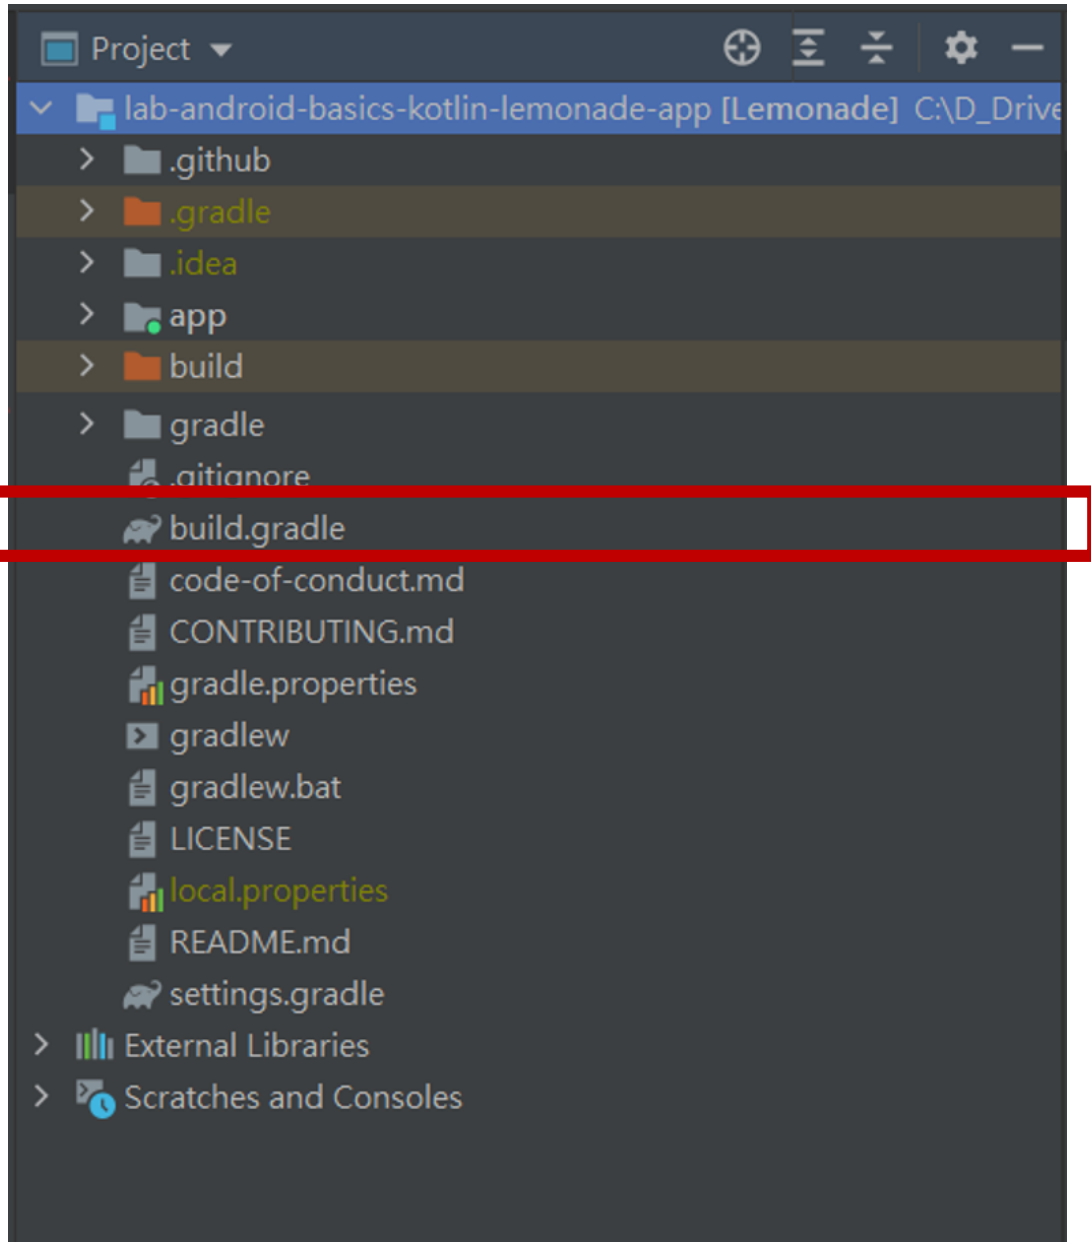 Project
lab-android-basics-kotlin-lemonade-app [Lemonade] C:\D_Drive
.github
.gradle
.idea
app
build
gradle
.gitignore
build.gradle
code-of-conduct.md
CONTRIBUTING.md
gradle.properties
gradlew
gradlew.bat
LICENSE
local.properties
README.md
settings.gradle
External Libraries
Scratches and Consoles